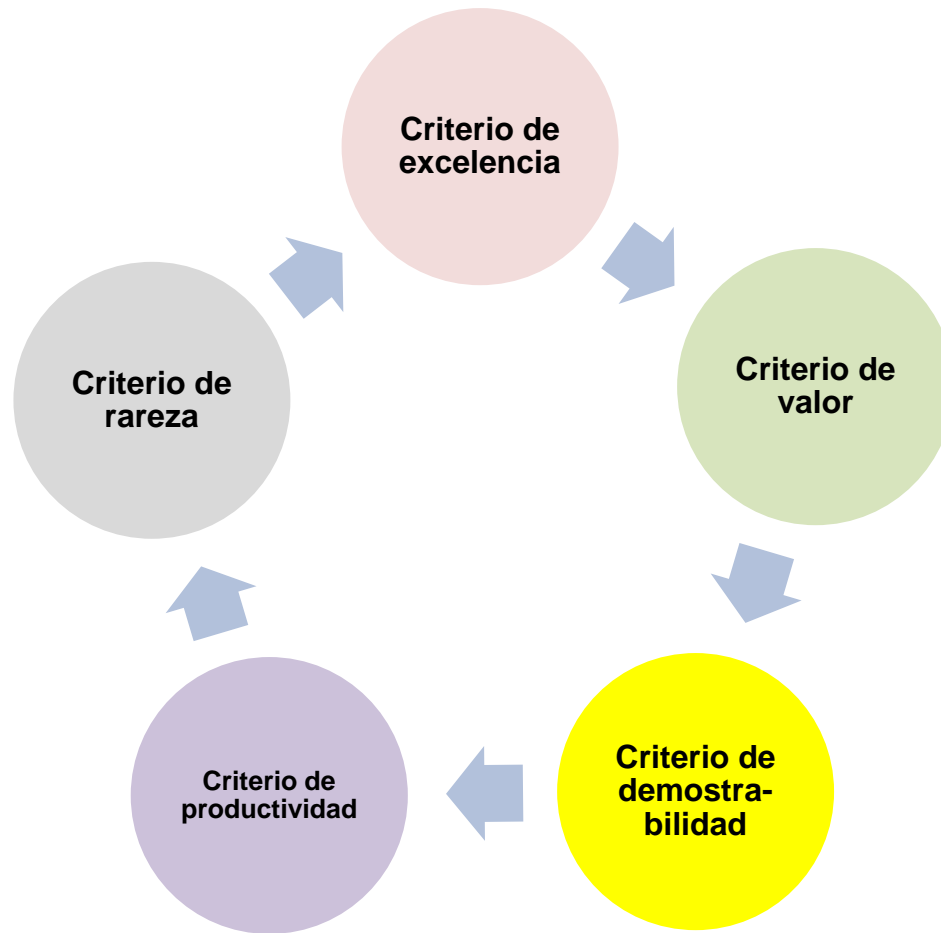 Criterio de
excelencia
Criterio de
valor
Criterio de
demostra-
bilidad
Criterio de
productividad
Criterio de
rareza